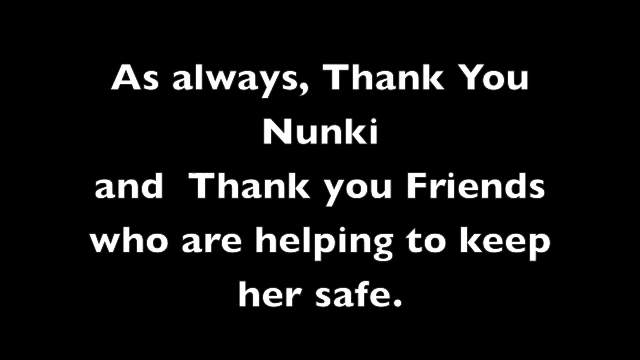 As always, Thank You
Nunki
and  Thank you Friends
who are helping to keep
her safe.